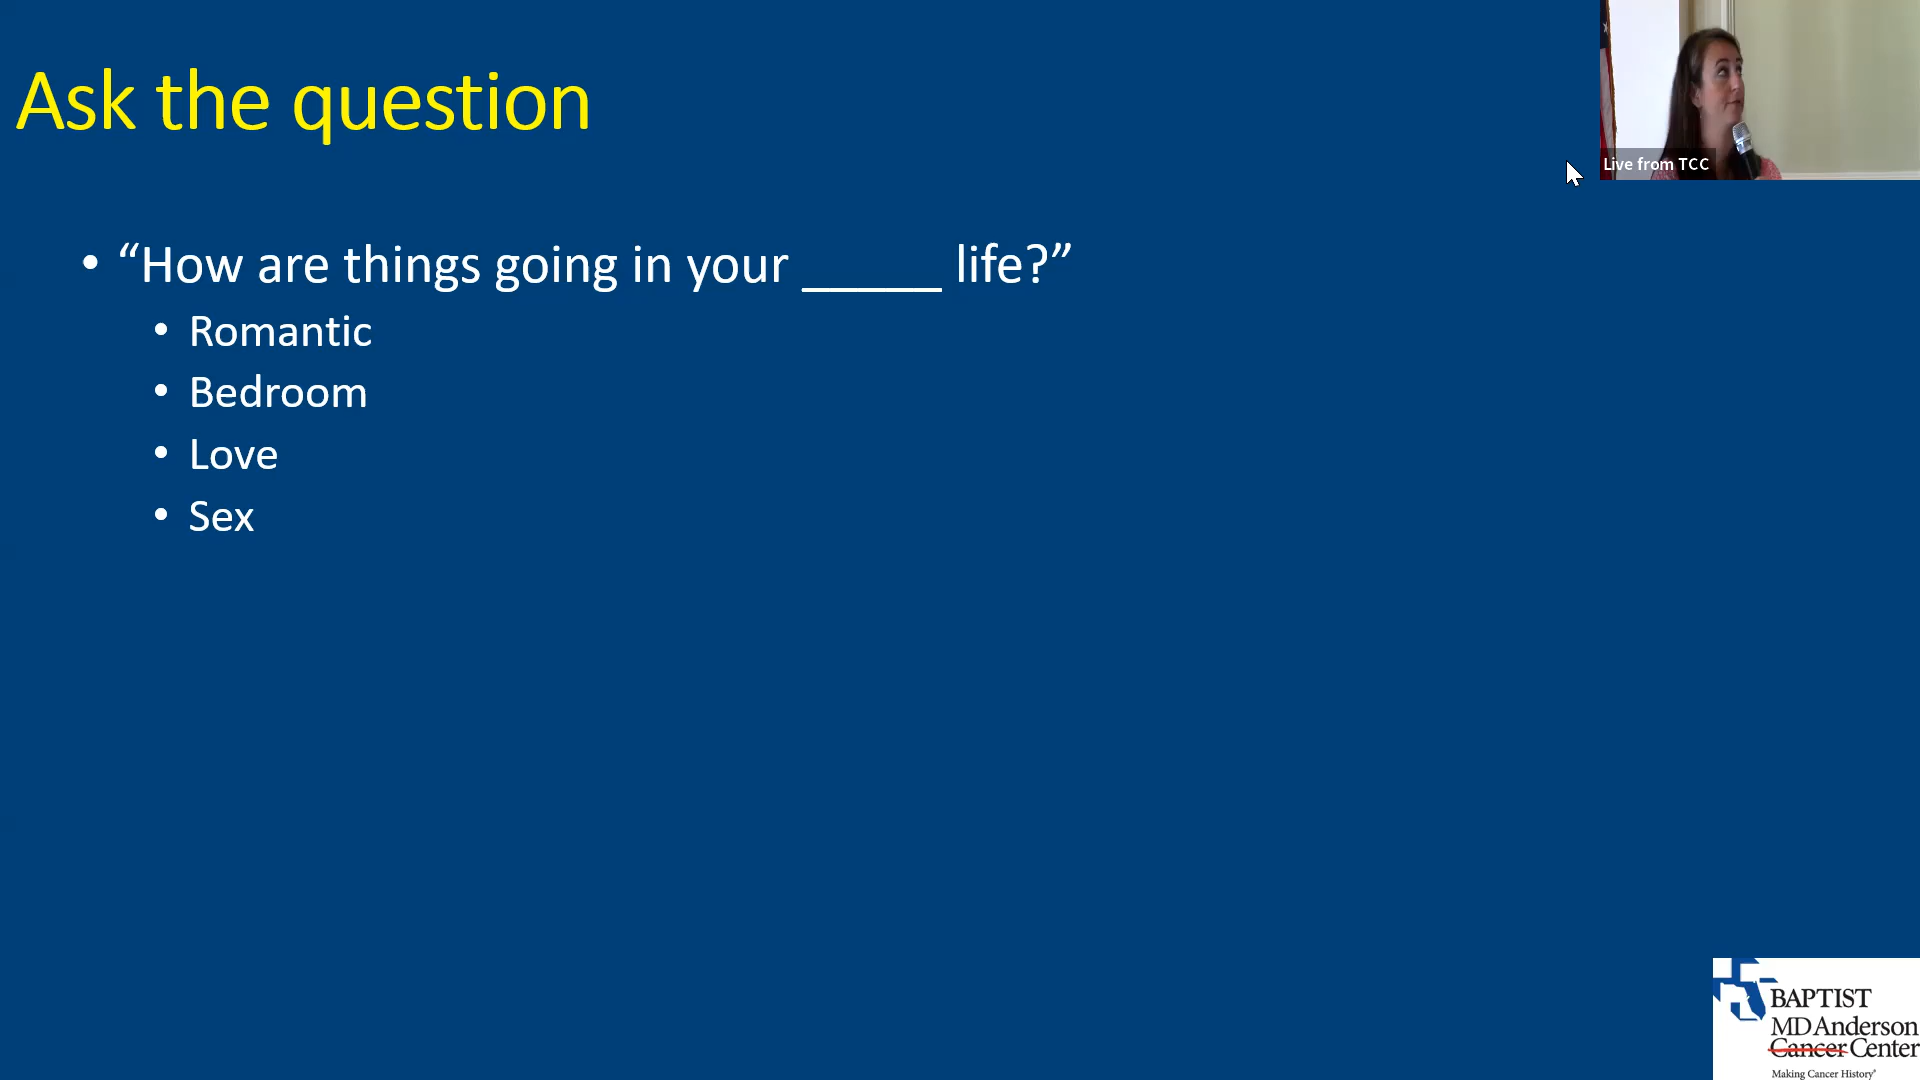 Ask the question
Live from TCC
• “How are things going in your _____ life?”
• Romantic
• Bedroom
• Love
• Sex
BAPTIST
MD Anderson
Cancer Center
Making Cancer History®